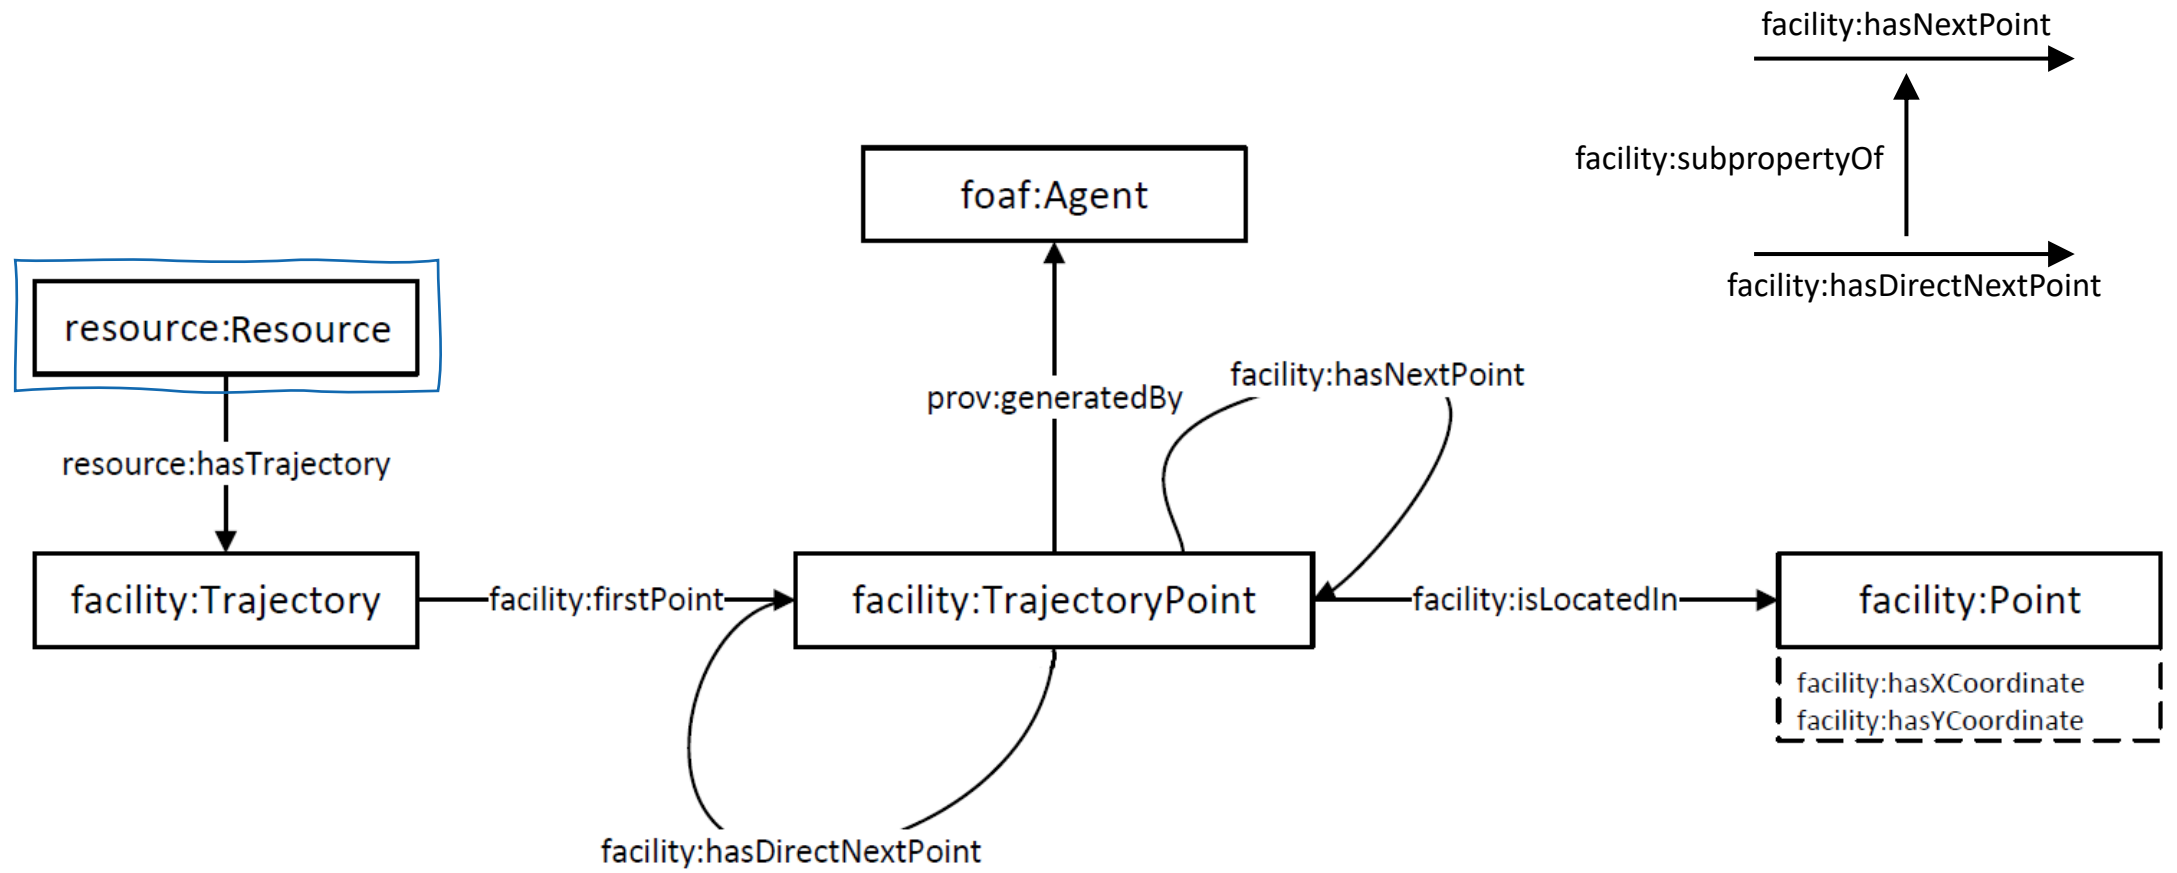 facility:hasNextPoint
facility:subpropertyOf
facility:hasDirectNextPoint
foaf:Agent
resource:Resource
prov:generatedBy
facility:hasNextPoint
resource:hasTrajectory
facility:Trajectory
facility:firstPoint
facility:TrajectoryPoint
facility:isLocatedIn
facility:Point
facility:hasXCoordinate
facility:hasYCoordinate
facility:hasDirectNextPoint